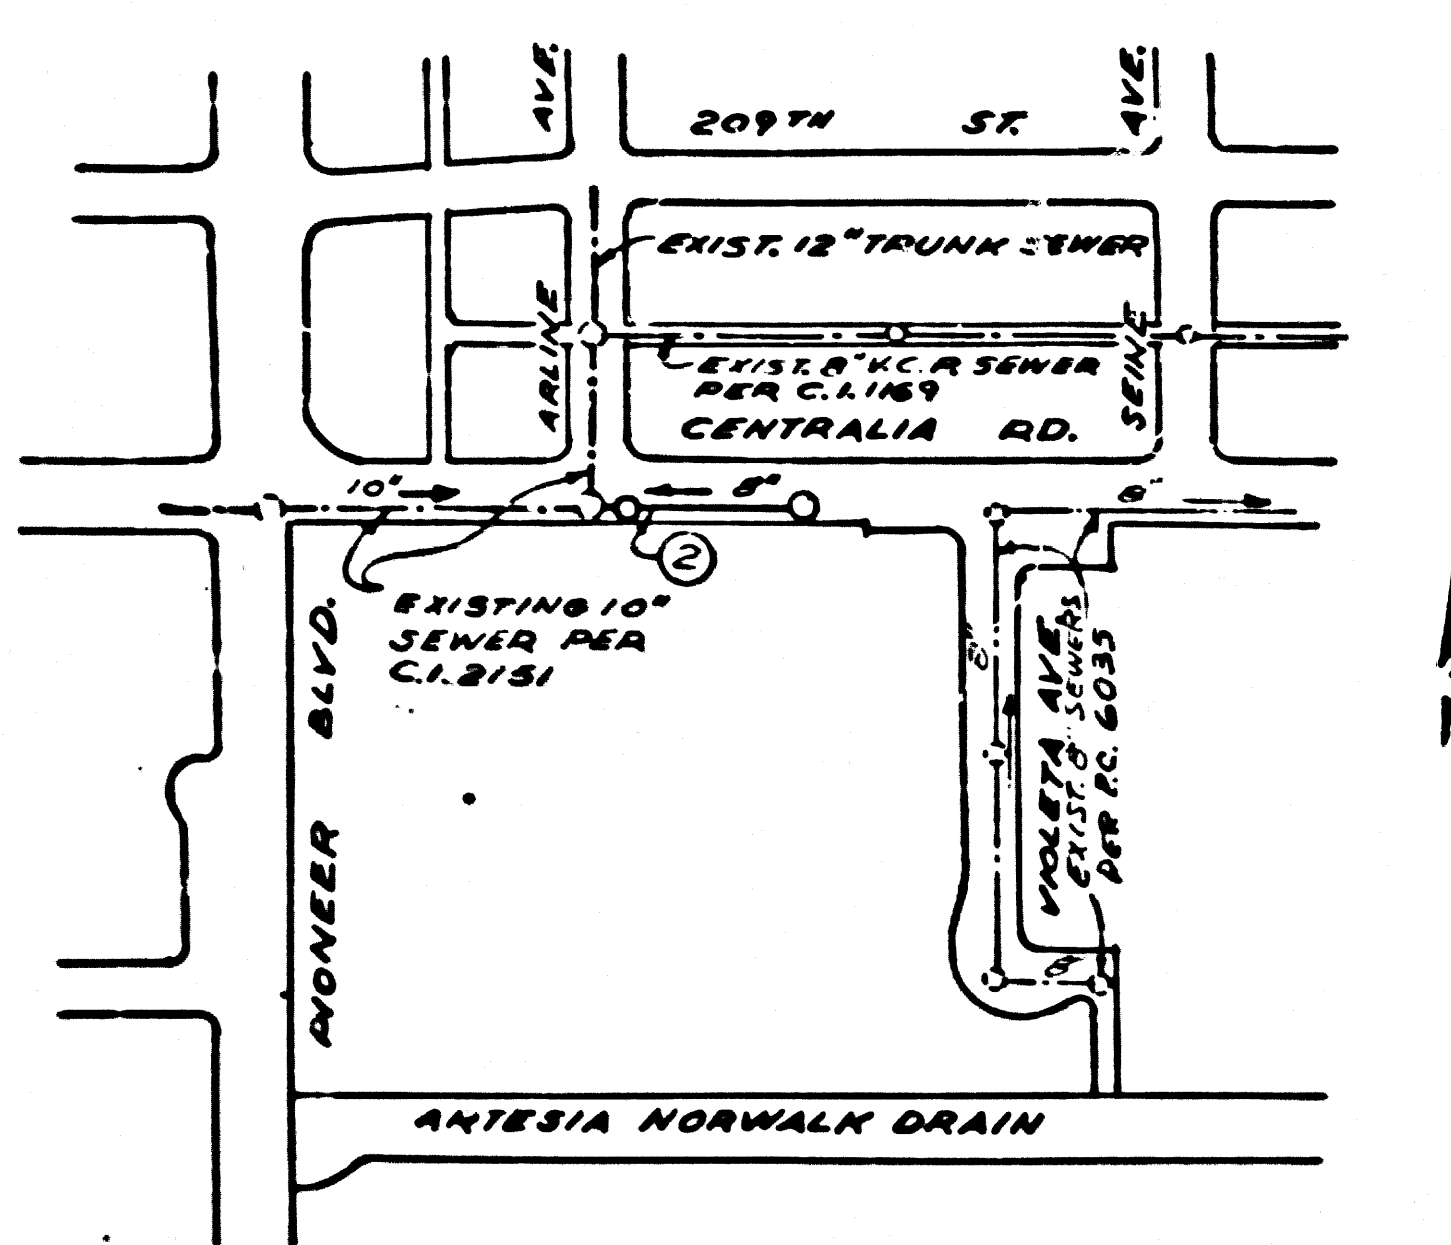 AVE.
AVE.
209TH ST.
EXIST. 12" TRUNK SEWER
ARLINE
SEINE
EXIST. 8" V.C.P. SEWER
PER C.I. 1169
CENTRALIA RD.
10"
8"
8"
2
EXISTING 10"
SEWER PER
C.I. 2151
PIONEER BLVD.
8"
VIOLETA AVE.
EXIST. 8" SEWERS
PER P.C. 6035
8"
ARTESIA NORWALK DRAIN